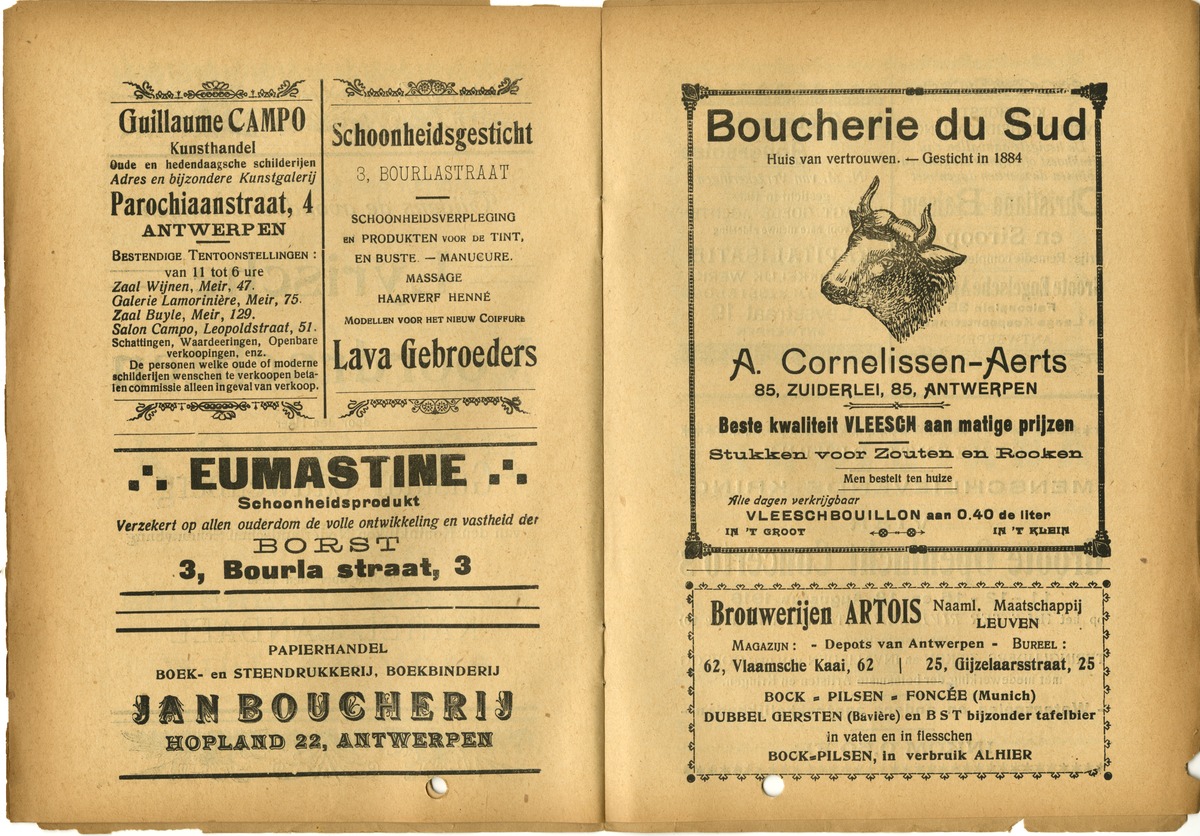 Guillaume CAMPO
Kunsthandel
Oude en hedendaagsche schilderijen
Adres en bijzondere Kunstgalerij
Parochiaanstraat, 4
ANTWERPEN
BESTENDIGE TENTOONSTELLINGEN :
van 11 tot 6 ure
Zaal Wijnen, Meir, 47.
Galerie Lamorinière, Meir, 75.
Zaal Buyle, Meir, 129.
Salon Campo, Leopoldstraat, 51.
Schattingen, Waardeeringen, Openbare
verkoopingen, enz.
De personen welke oude of moderne
schilderijen wenschen te verkoopen beta-
len commissie alleen in geval van verkoop.
Schoonheidsgesticht
3, BOURLASTRAAT
SCHOONHEIDSVERPLEGING
EN PRODUKTEN VOOR DE TINT,
EN BUSTE. — MANUCURE.
MASSAGE
HAARVERF HENNÉ
MODELLEN VOOR HET NIEUW COIFFURE
Lava Gebroeders
EUMASTINE
Schoonheidsprodukt
Verzekert op allen ouderdom de volle ontwikkeling en vastheid der
BORST
3, Bourla straat, 3
PAPIERHANDEL
BOEK- EN STEENDRUKKERIJ, BOEKBINDERIJ
JAN BOUCHERIJ
HOPLAND 22, ANTWERPEN
Boucherie du Sud
Huis van vertrouwen. — Gesticht in 1884
A. Cornelissen-Aerts
85, ZUIDERLEI, 85, ANTWERPEN
Beste kwaliteit VLEESCH aan matige prijzen
Stukken voor Zouten en Rooken
Men bestelt ten huize
Alle dagen verkrijgbaar
VLEESCHBOUILLON aan 0.40 de liter
IN 'T GROOT IN 'T KLEIN
Brouwerijen ARTOIS Naaml. Maatschappij
LEUVEN
MAGAZIJN : - Depots van Antwerpen - BUREEL :
62, Vlaamsche Kaai, 62 | 25, Gijzelaarsstraat, 25
BOCK = PILSEN = FONCÉE (Munich)
DUBBEL GERSTEN (Bavière) en B S T bijzonder tafelbier
in vaten en in flesschen
BOCK=PILSEN, in verbruik ALHIER